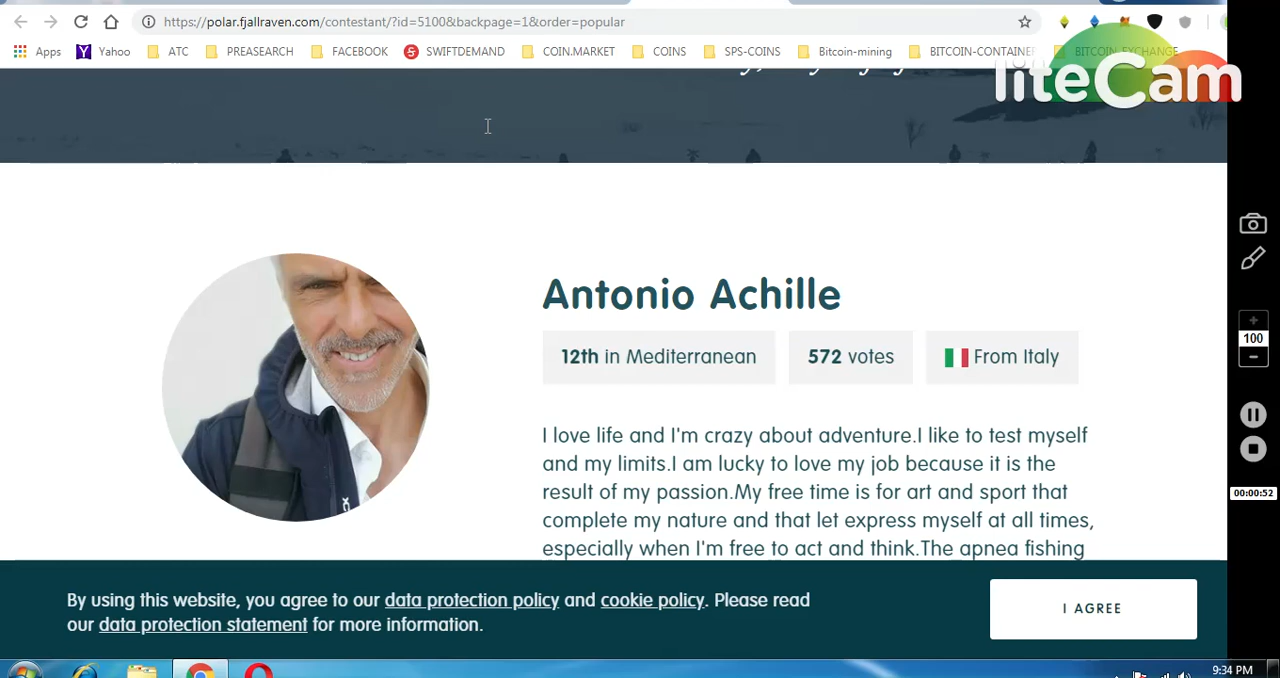 https://polar.fjallraven.com/contestant/?id=5100&backpage=1&order=popular
Apps Yahoo ATC PREASEARCH FACEBOOK SWIFTDEMAND COIN.MARKET COINS SPS-COINS Bitcoin-mining BITCOIN-CONTAINE BITCOIN-EXCHANGE
liteCam
Antonio Achille
12th in Mediterranean
572 votes
From Italy
I love life and I'm crazy about adventure.I like to test myself
and my limits.I am lucky to love my job because it is the
result of my passion.My free time is for art and sport that
complete my nature and that let express myself at all times,
especially when I'm free to act and think.The apnea fishing
By using this website, you agree to our data protection policy and cookie policy. Please read
our data protection statement for more information.
I AGREE
100
00:00:52
9:34 PM